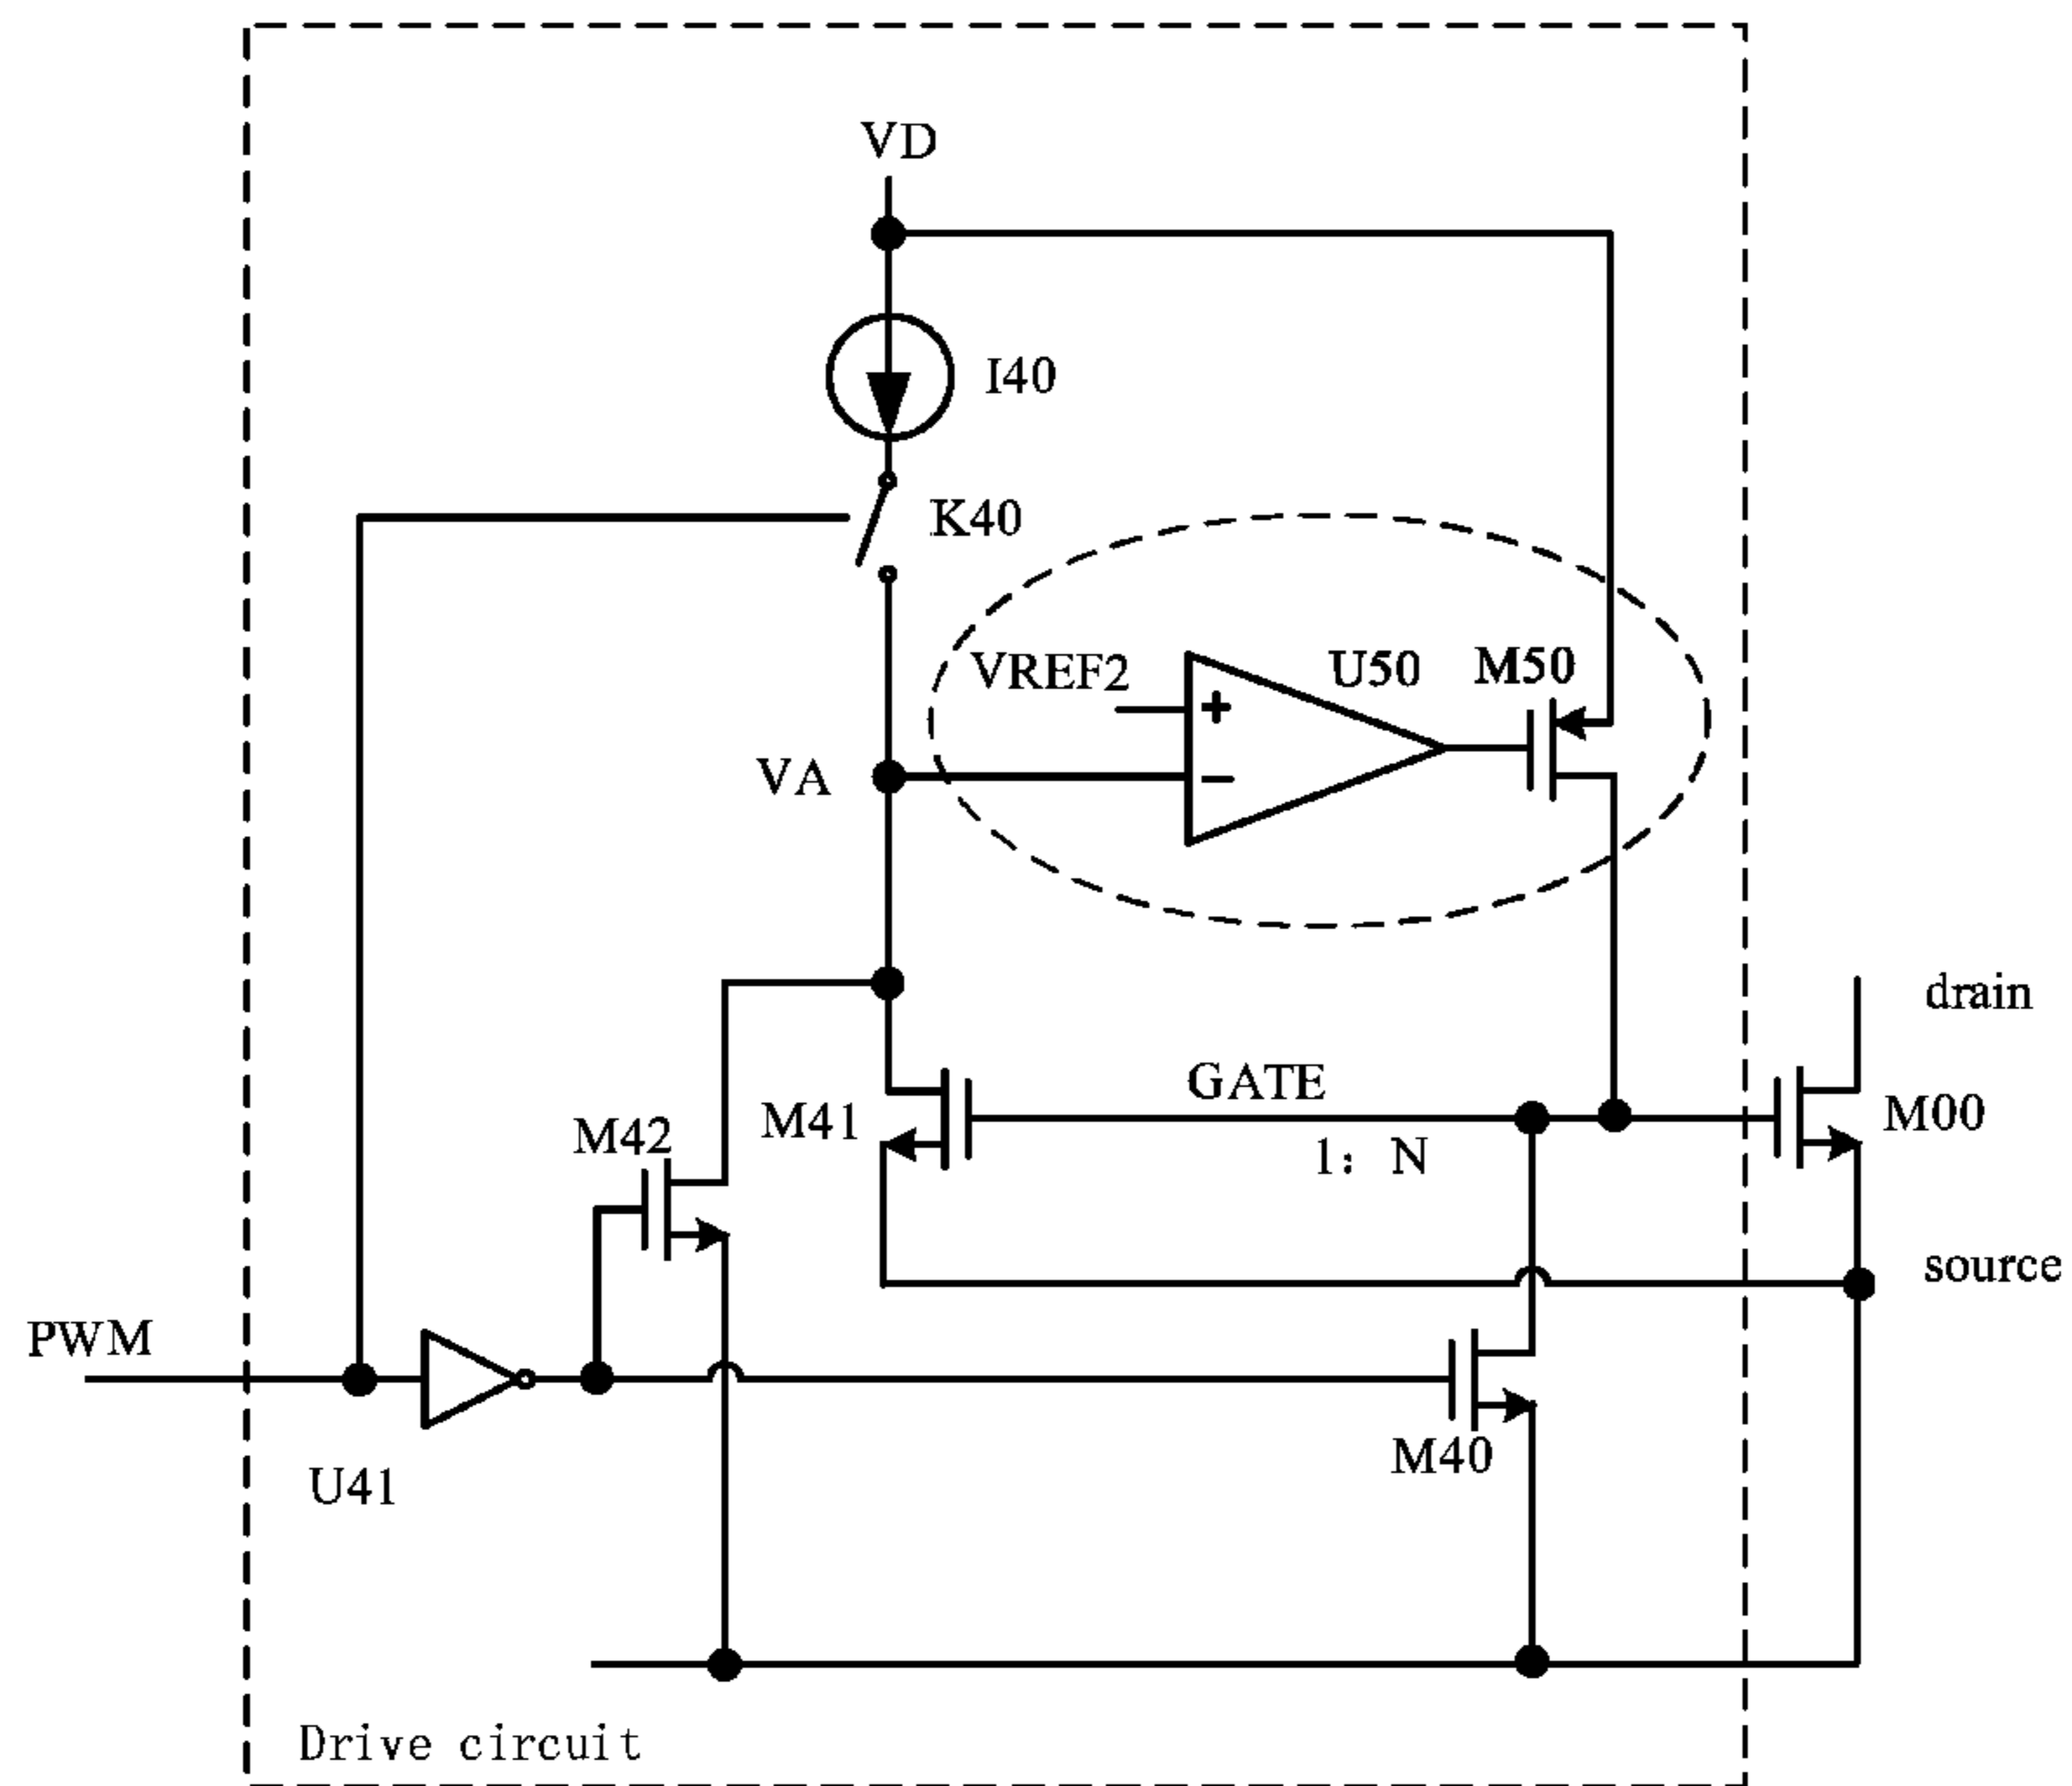 VD
I40
K40
VREF2
U50
M50
+
VA
−
drain
GATE
M42
M41
M00
1: N
source
PWM
M40
U41
Drive circuit